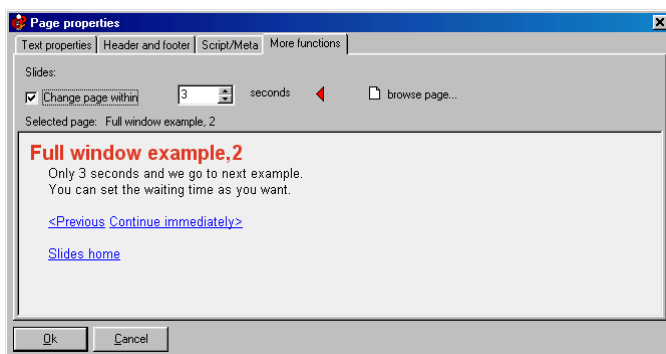 Page properties
Text properties Header and footer Script/Meta More functions
Slides:
Change page within 3 seconds browse page...
Selected page: Full window example, 2
Full window example,2
Only 3 seconds and we go to next example.
You can set the waiting time as you want.
<Previous Continue immediately>
Slides home
Ok Cancel